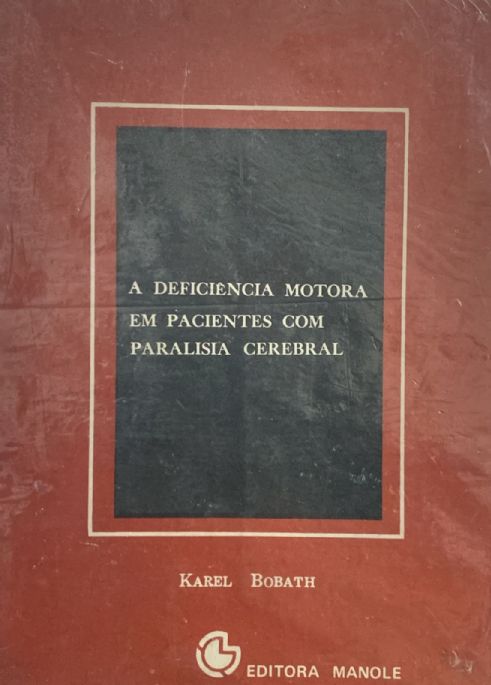 A DEFICIÊNCIA MOTORA
EM PACIENTES COM
PARALISIA CEREBRAL
KAREL BOBATH
EDITORA MANOLE